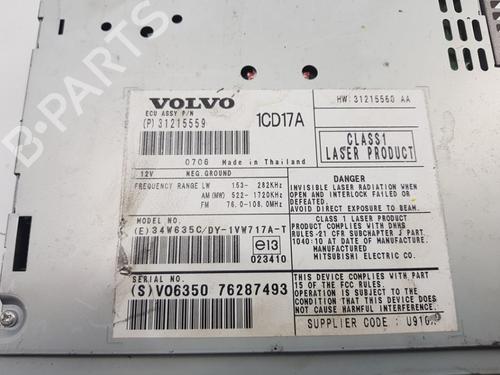 VOLVO
ECU ASSY P/N
(P) 31215559
1CD17A
HW: 31215560 AA
CLASS1
LASER PRODUCT
0706 Made in Thailand
12V NEG.GROUND
FREQUENCY RANGE LW 153- 282KHz
AM(MW) 522- 1720KHz
FM 76.0-108.0MHz
DANGER
INVISIBLE LASER RADIATION WHEN
OPEN AND INTERLOCK FAILED OR
DEFEATED.
AVOID DIRECT EXPOSURE TO BEAM.
MODEL NO.
(E)34W635C/DY-1VW717A-T
e13
023410
CLASS 1 LASER PRODUCT
THIS PRODUCT COMPLIES WITH DHHS
RULES 21 CFR SUBCHAPTER J PART
1040:10 AT DATE OF MANUFACTURE.
MANUFACTURED:
MITSUBISHI ELECTRIC CO.
SERIAL NO.
(S)VO6350 76287493
THIS DEVICE COMPLIES WITH PART
15 OF THE FCC RULES.
OPERATION IS SUBJECT TO THE
CONDITION THAT THIS DEVICE DOES
NOT CAUSE HARMFUL INTERFERENCE.
SUPPLIER CODE :
B-Parts